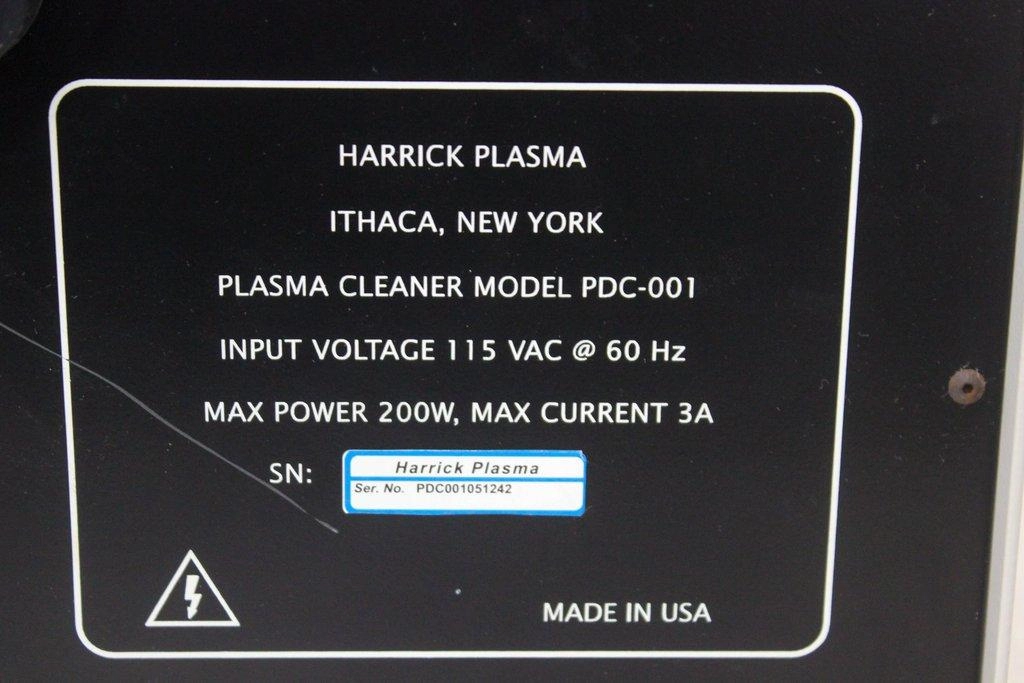 HARRICK PLASMA
ITHACA, NEW YORK
PLASMA CLEANER MODEL PDC-001
INPUT VOLTAGE 115 VAC @ 60 Hz
MAX POWER 200W, MAX CURRENT 3A
SN:
Harrick Plasma
Ser. No. PDC001051242
MADE IN USA